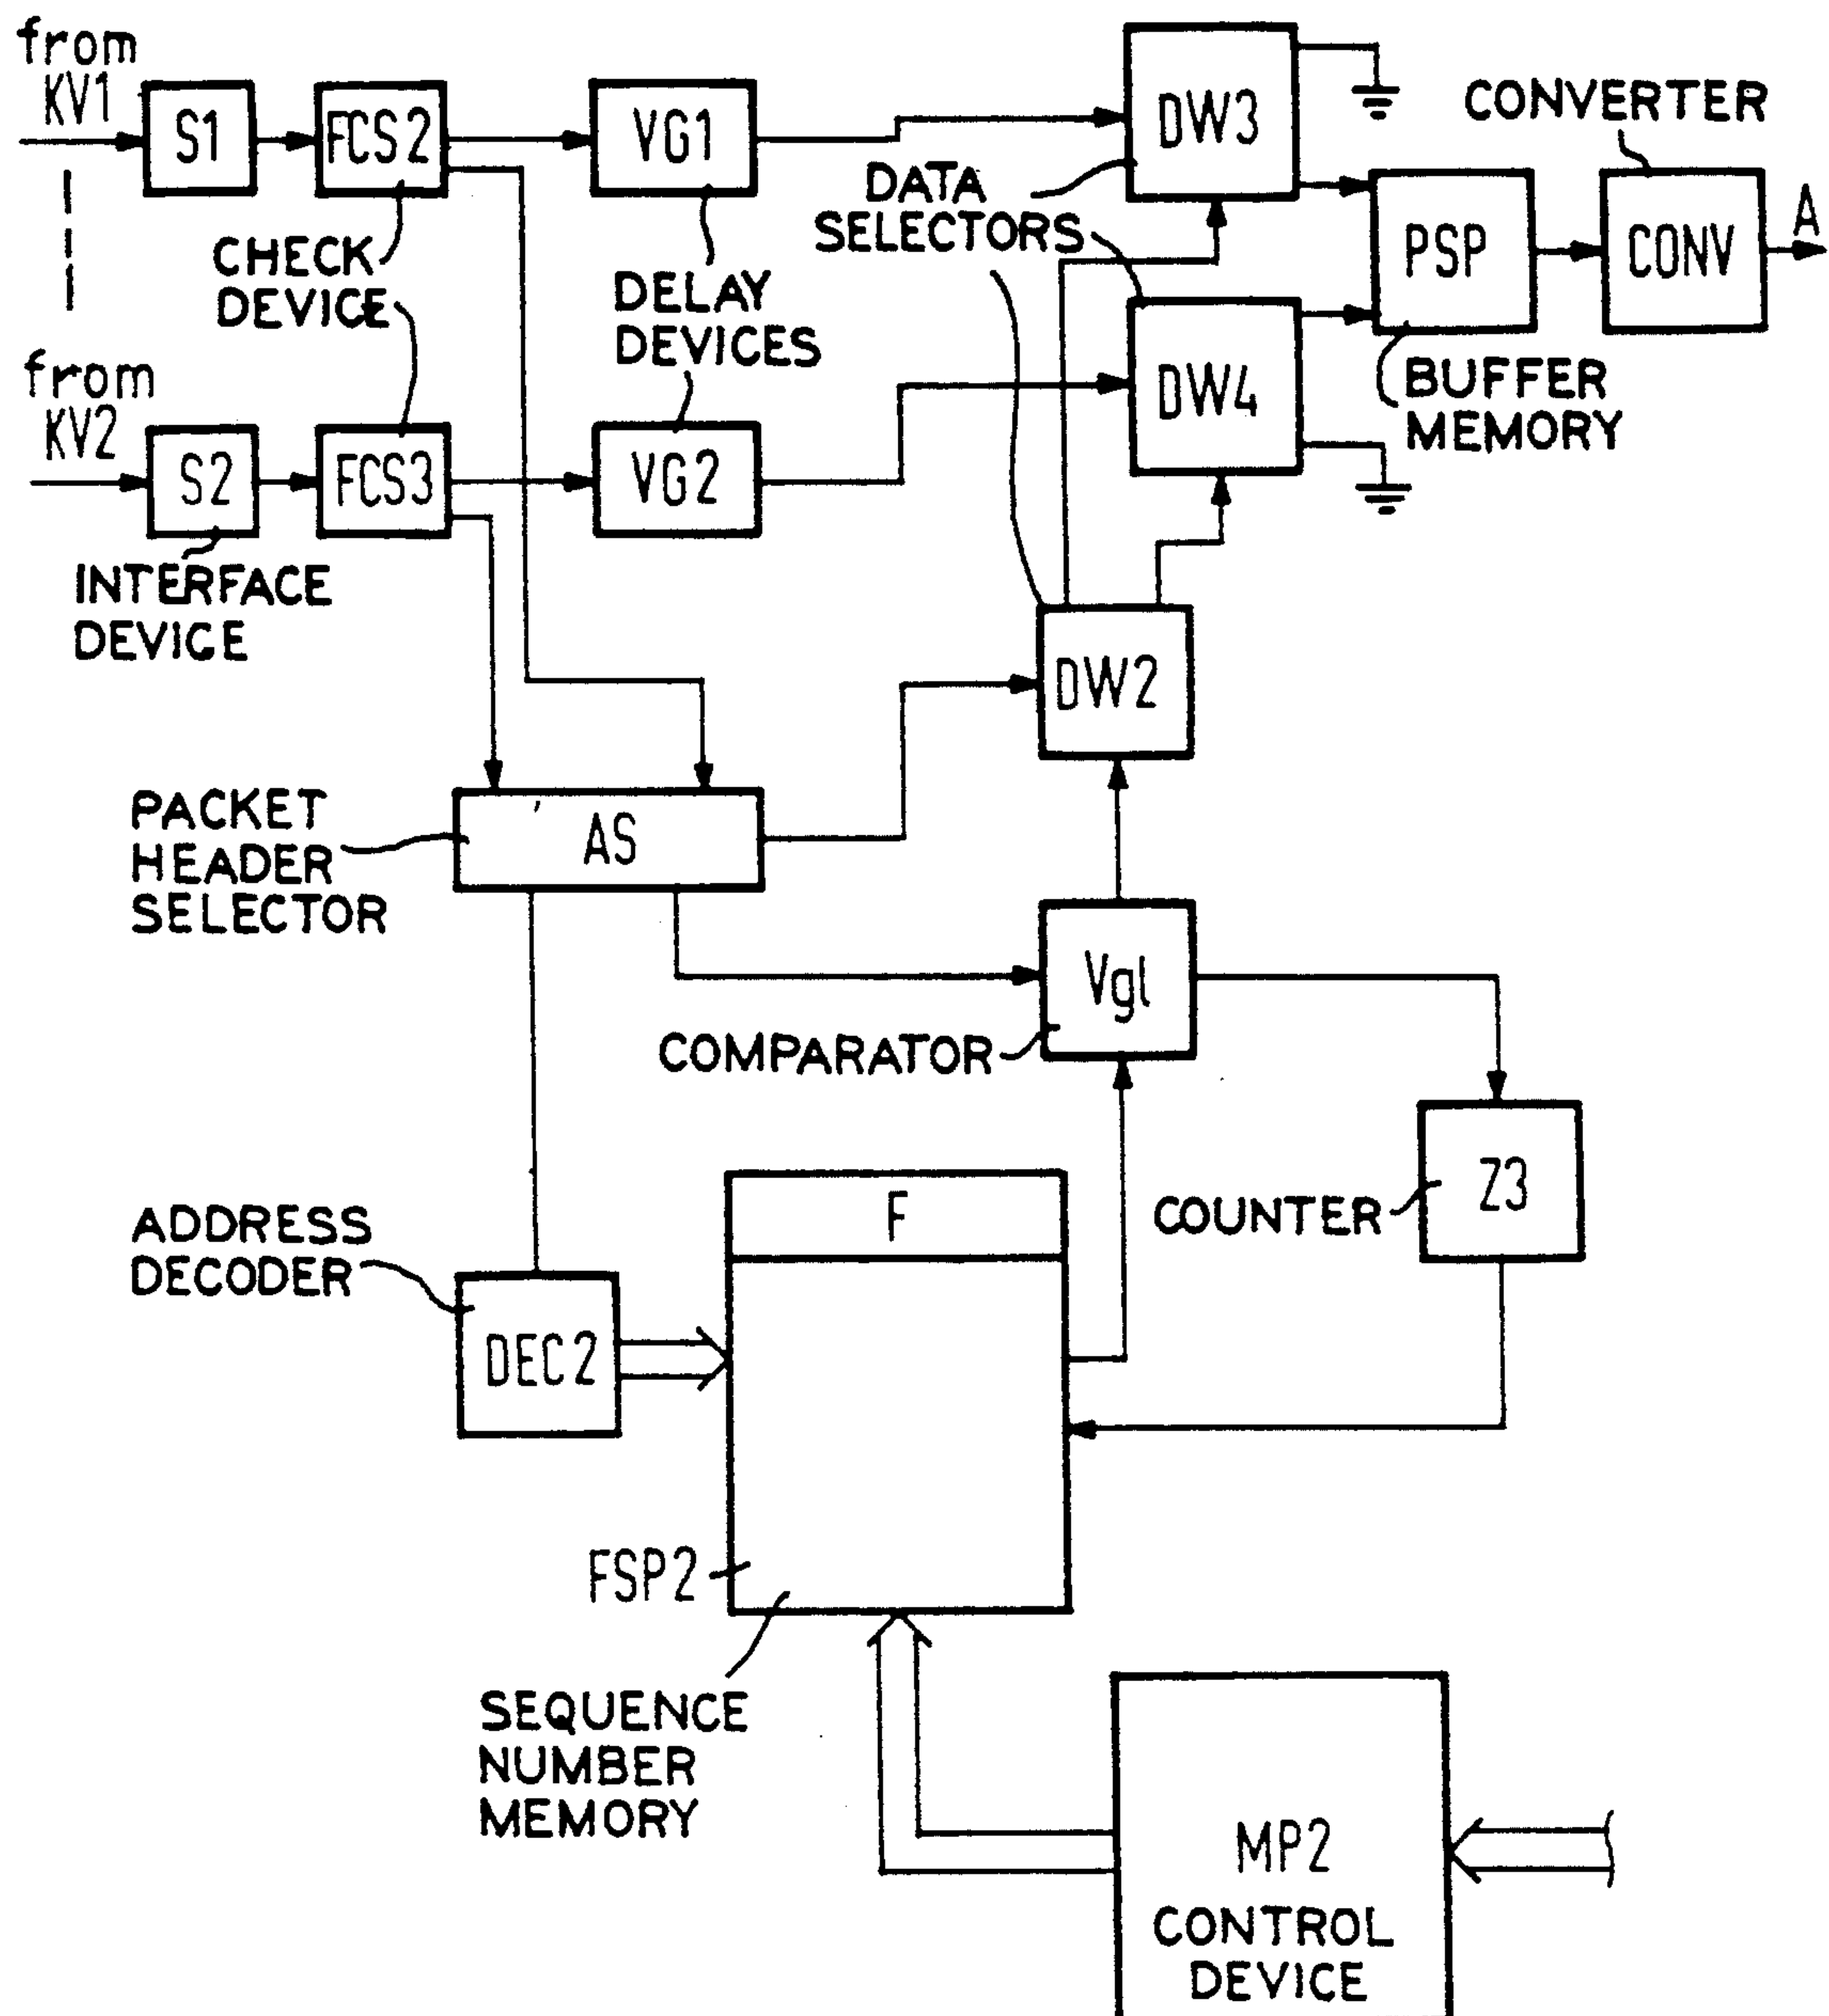 from
KV1
S1
FCS2
VG1
DW3
CONVERTER
DATA
SELECTORS
PSP
CONV
A
CHECK
DEVICE
DELAY
DEVICES
DW4
BUFFER
MEMORY
from
KV2
S2
FCS3
VG2
INTERFACE
DEVICE
DW2
PACKET
HEADER
SELECTOR
AS
Vgl
COMPARATOR
Z3
COUNTER
F
ADDRESS
DECODER
DEC2
FSP2
SEQUENCE
NUMBER
MEMORY
MP2
CONTROL
DEVICE